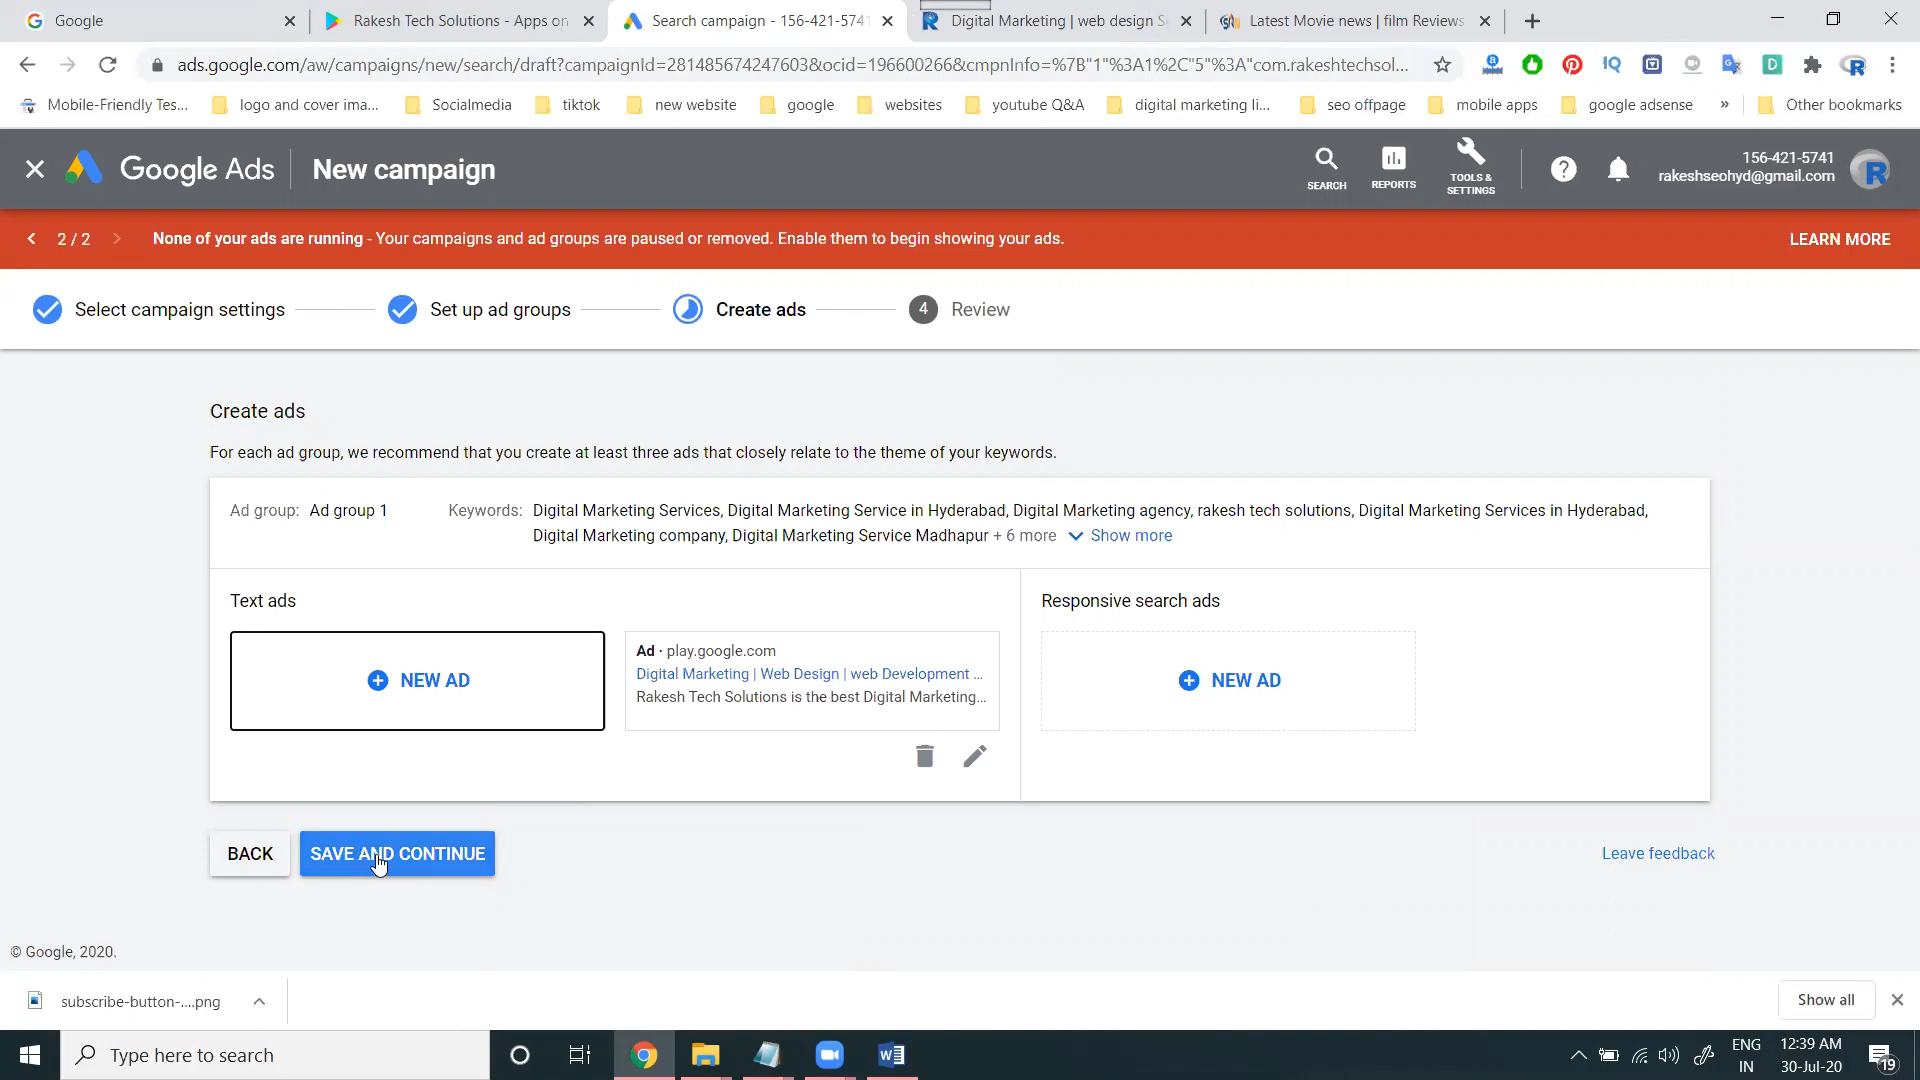 Google
Rakesh Tech Solutions - Apps on
Search campaign - 156-421-5741
Digital Marketing | web design S
Latest Movie news | film Reviews
ads.google.com/aw/campaigns/new/search/draft?campaignId=281485674247603&ocid=196600266&cmpnInfo=%7B"1"%3A1%2C"5"%3A"com.rakeshtechsol...
Mobile-Friendly Tes...
logo and cover ima...
Socialmedia
tiktok
new website
google
websites
youtube Q&A
digital marketing li...
seo offpage
mobile apps
google adsense
»
Other bookmarks
Google Ads
New campaign
SEARCH
REPORTS
TOOLS &
SETTINGS
156-421-5741
rakeshseohyd@gmail.com
2 / 2
None of your ads are running - Your campaigns and ad groups are paused or removed. Enable them to begin showing your ads.
LEARN MORE
Select campaign settings
Set up ad groups
Create ads
4 Review
Create ads
For each ad group, we recommend that you create at least three ads that closely relate to the theme of your keywords.
Ad group: Ad group 1
Keywords: Digital Marketing Services, Digital Marketing Service in Hyderabad, Digital Marketing agency, rakesh tech solutions, Digital Marketing Services in Hyderabad,
Digital Marketing company, Digital Marketing Service Madhapur + 6 more Show more
Text ads
NEW AD
Ad · play.google.com
Digital Marketing | Web Design | web Development ...
Rakesh Tech Solutions is the best Digital Marketing...
Responsive search ads
NEW AD
BACK
SAVE AND CONTINUE
Leave feedback
© Google, 2020.
subscribe-button-....png
Show all
Type here to search
ENG
IN
12:39 AM
30-Jul-20
19